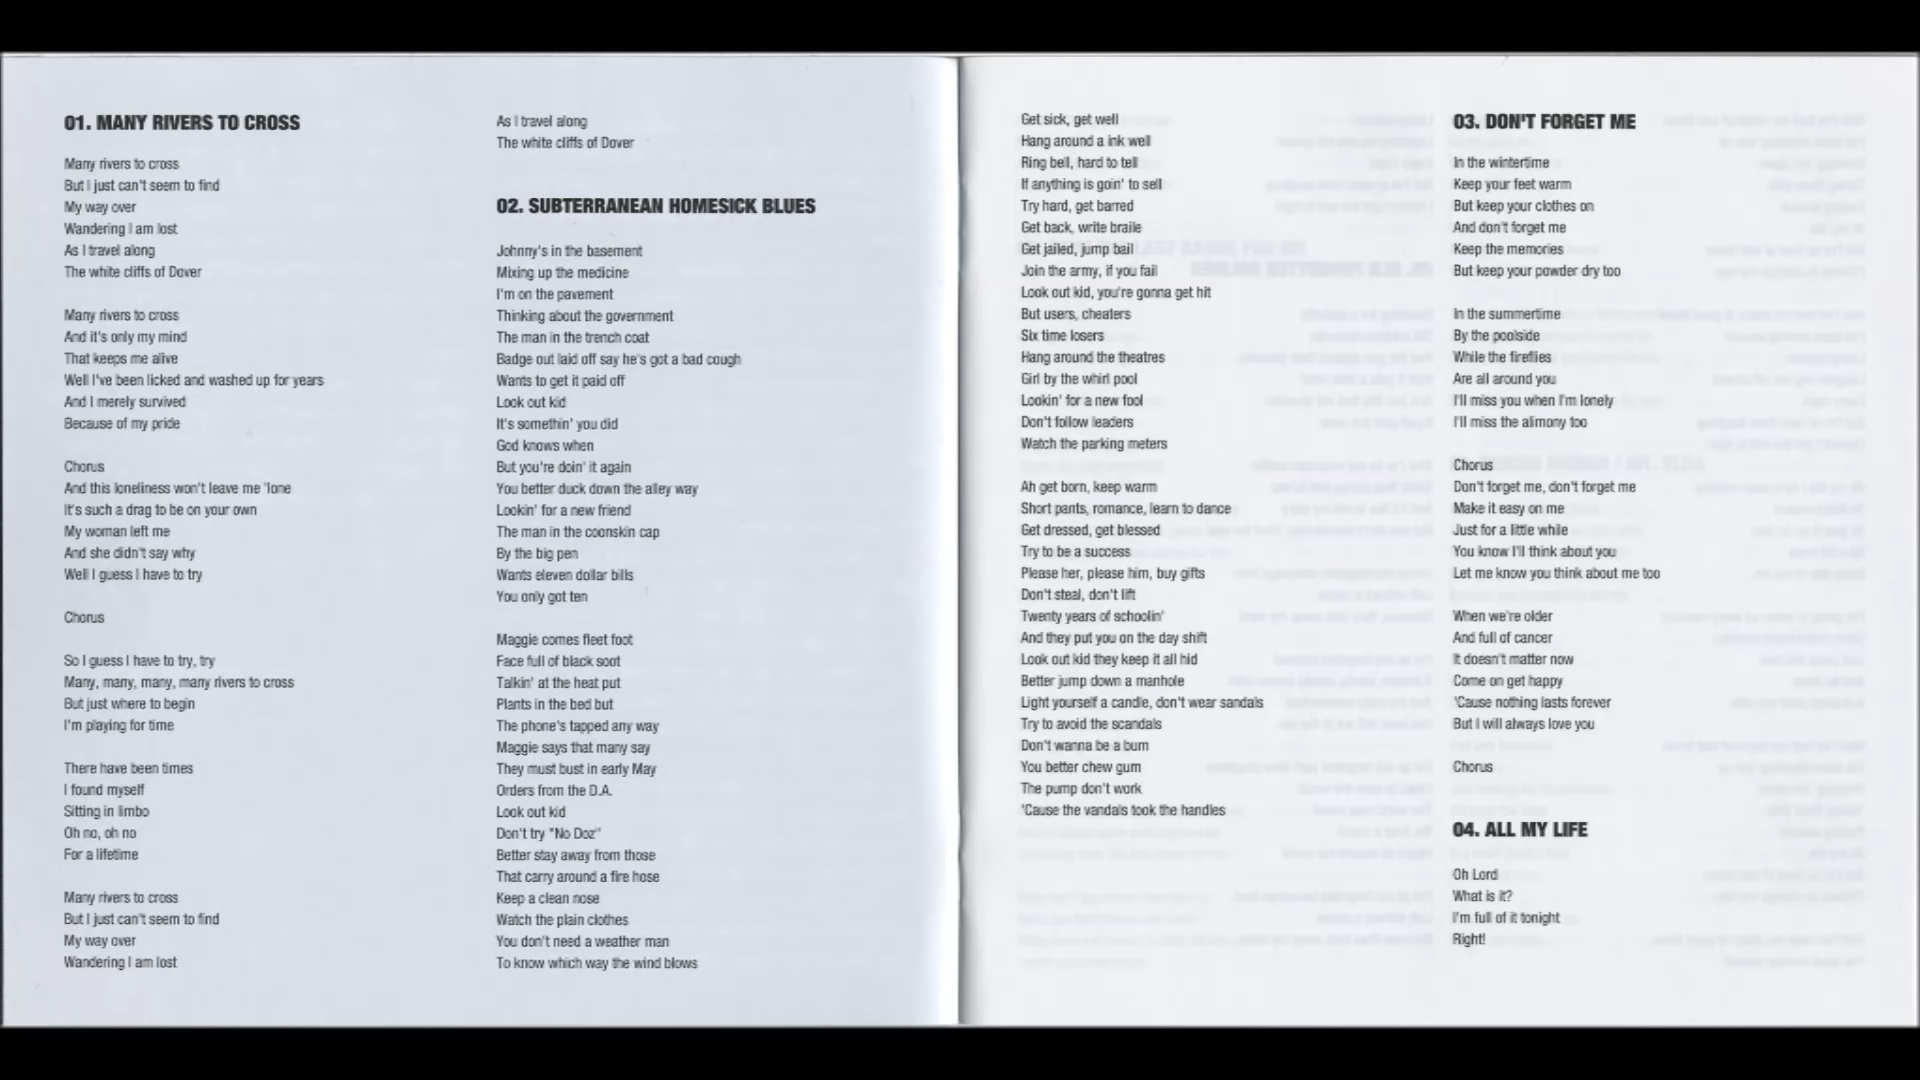 01. MANY RIVERS TO CROSS
Many rivers to cross
But I just can't seem to find
My way over
Wandering I am lost
As I travel along
The white cliffs of Dover
Many rivers to cross
And it's only my mind
That keeps me alive
Well I've been licked and washed up for years
And I merely survived
Because of my pride
Chorus
And this loneliness won't leave me 'lone
It's such a drag to be on your own
My woman left me
And she didn't say why
Well I guess I have to try
Chorus
So I guess I have to try, try
Many, many, many, many rivers to cross
But just where to begin
I'm playing for time
There have been times
I found myself
Sitting in limbo
Oh no, oh no
For a lifetime
Many rivers to cross
But I just can't seem to find
My way over
Wandering I am lost
As I travel along
The white cliffs of Dover
02. SUBTERRANEAN HOMESICK BLUES
Johnny's in the basement
Mixing up the medicine
I'm on the pavement
Thinking about the government
The man in the trench coat
Badge out laid off say he's got a bad cough
Wants to get it paid off
Look out kid
It's somethin' you did
God knows when
But you're doin' it again
You better duck down the alley way
Lookin' for a new friend
The man in the coonskin cap
By the big pen
Wants eleven dollar bills
You only got ten
Maggie comes fleet foot
Face full of black soot
Talkin' at the heat put
Plants in the bed but
The phone's tapped any way
Maggie says that many say
They must bust in early May
Orders from the D.A.
Look out kid
Don't try "No Doz"
Better stay away from those
That carry around a fire hose
Keep a clean nose
Watch the plain clothes
You don't need a weather man
To know which way the wind blows
Get sick, get well
Hang around a ink well
Ring bell, hard to tell
If anything is goin' to sell
Try hard, get barred
Get back, write braile
Get jailed, jump bail
Join the army, if you fail
Look out kid, you're gonna get hit
But users, cheaters
Six time losers
Hang around the theatres
Girl by the whirl pool
Lookin' for a new fool
Don't follow leaders
Watch the parking meters
Ah get born, keep warm
Short pants, romance, learn to dance
Get dressed, get blessed
Try to be a success
Please her, please him, buy gifts
Don't steal, don't lift
Twenty years of schoolin'
And they put you on the day shift
Look out kid they keep it all hid
Better jump down a manhole
Light yourself a candle, don't wear sandals
Try to avoid the scandals
Don't wanna be a bum
You better chew gum
The pump don't work
'Cause the vandals took the handles
03. DON'T FORGET ME
In the wintertime
Keep your feet warm
But keep your clothes on
And don't forget me
Keep the memories
But keep your powder dry too
In the summertime
By the poolside
While the fireflies
Are all around you
I'll miss you when I'm lonely
I'll miss the alimony too
Chorus
Don't forget me, don't forget me
Make it easy on me
Just for a little while
You know I'll think about you
Let me know you think about me too
When we're older
And full of cancer
It doesn't matter now
Come on get happy
'Cause nothing lasts forever
But I will always love you
Chorus
04. ALL MY LIFE
Oh Lord
What is it?
I'm full of it tonight
Right!